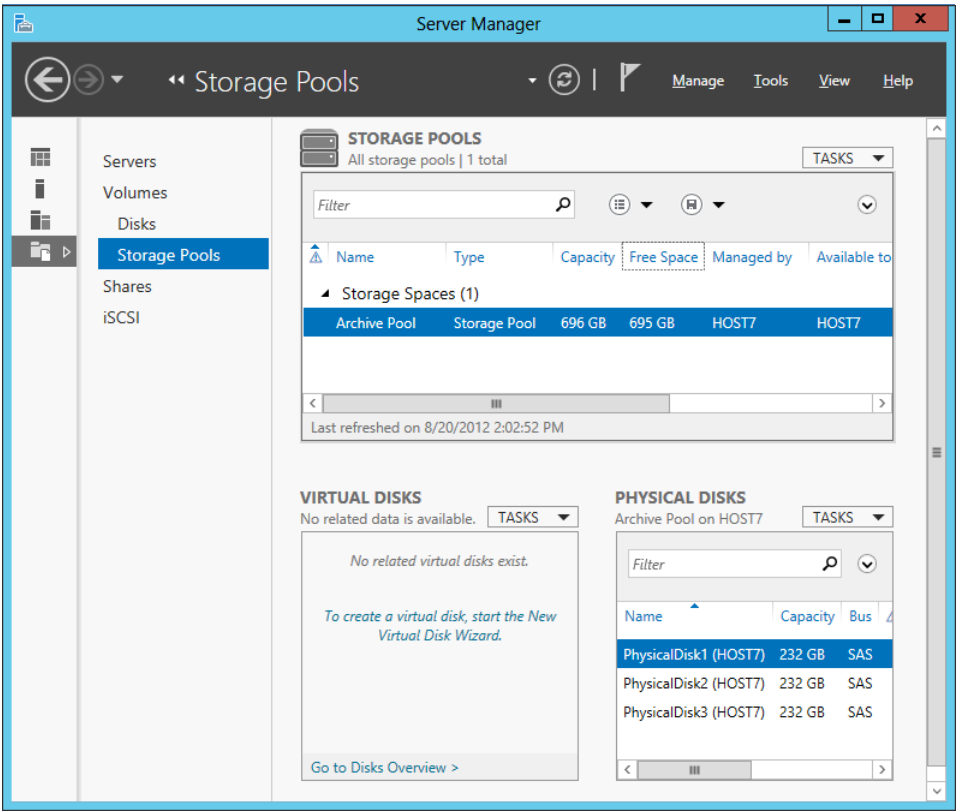 Server Manager
Storage Pools
Manage Tools View Help
Servers
Volumes
Disks
Storage Pools
Shares
iSCSI
STORAGE POOLS
All storage pools | 1 total
TASKS
Filter
Name Type Capacity Free Space Managed by Available to
Storage Spaces (1)
Archive Pool Storage Pool 696 GB 695 GB HOST7 HOST7
Last refreshed on 8/20/2012 2:02:52 PM
VIRTUAL DISKS
No related data is available. TASKS
No related virtual disks exist.
To create a virtual disk, start the New
Virtual Disk Wizard.
Go to Disks Overview >
PHYSICAL DISKS
Archive Pool on HOST7 TASKS
Filter
Name Capacity Bus
PhysicalDisk1 (HOST7) 232 GB SAS
PhysicalDisk2 (HOST7) 232 GB SAS
PhysicalDisk3 (HOST7) 232 GB SAS